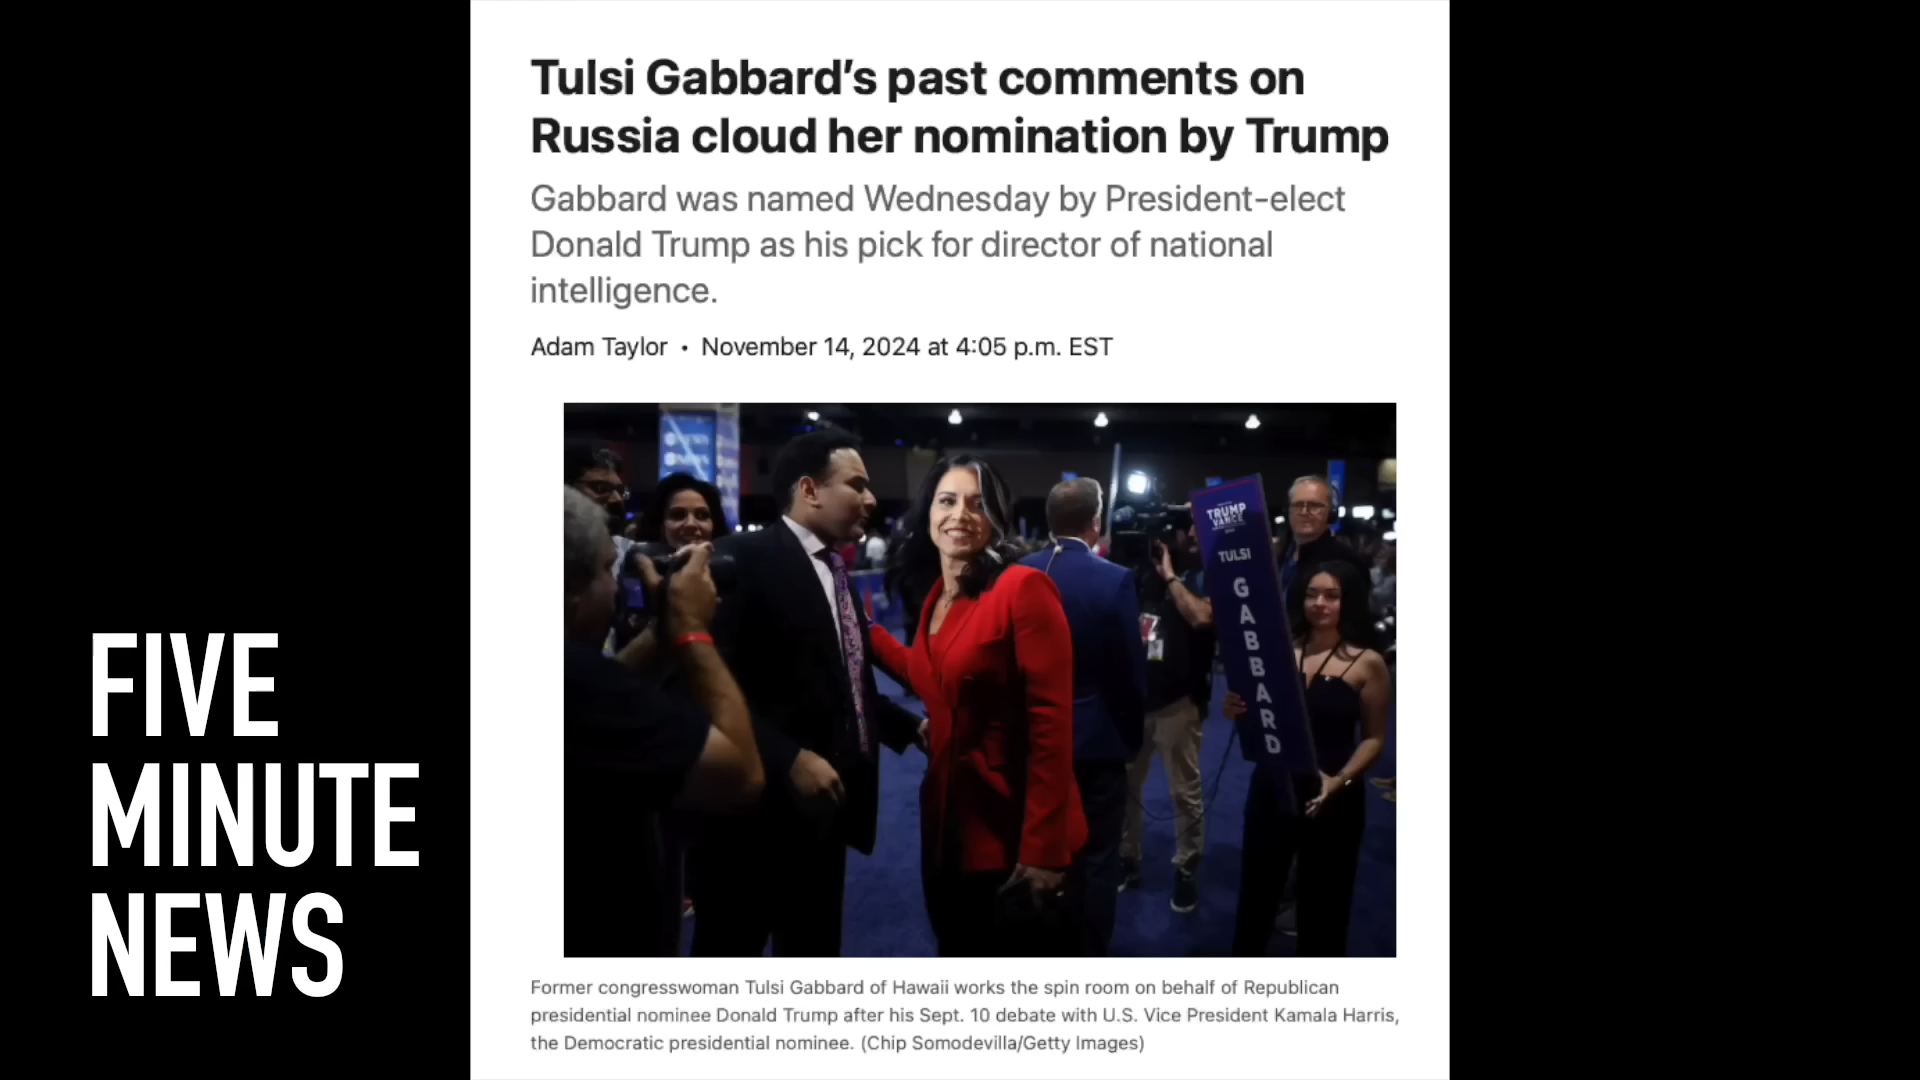 FIVE
MINUTE
NEWS
Tulsi Gabbard's past comments on
Russia cloud her nomination by Trump
Gabbard was named Wednesday by President-elect
Donald Trump as his pick for director of national
intelligence.
Adam Taylor • November 14, 2024 at 4:05 p.m. EST
TRUMP
VANCE
TULSI
GABBARD
Former congresswoman Tulsi Gabbard of Hawaii works the spin room on behalf of Republican
presidential nominee Donald Trump after his Sept. 10 debate with U.S. Vice President Kamala Harris,
the Democratic presidential nominee. (Chip Somodevilla/Getty Images)